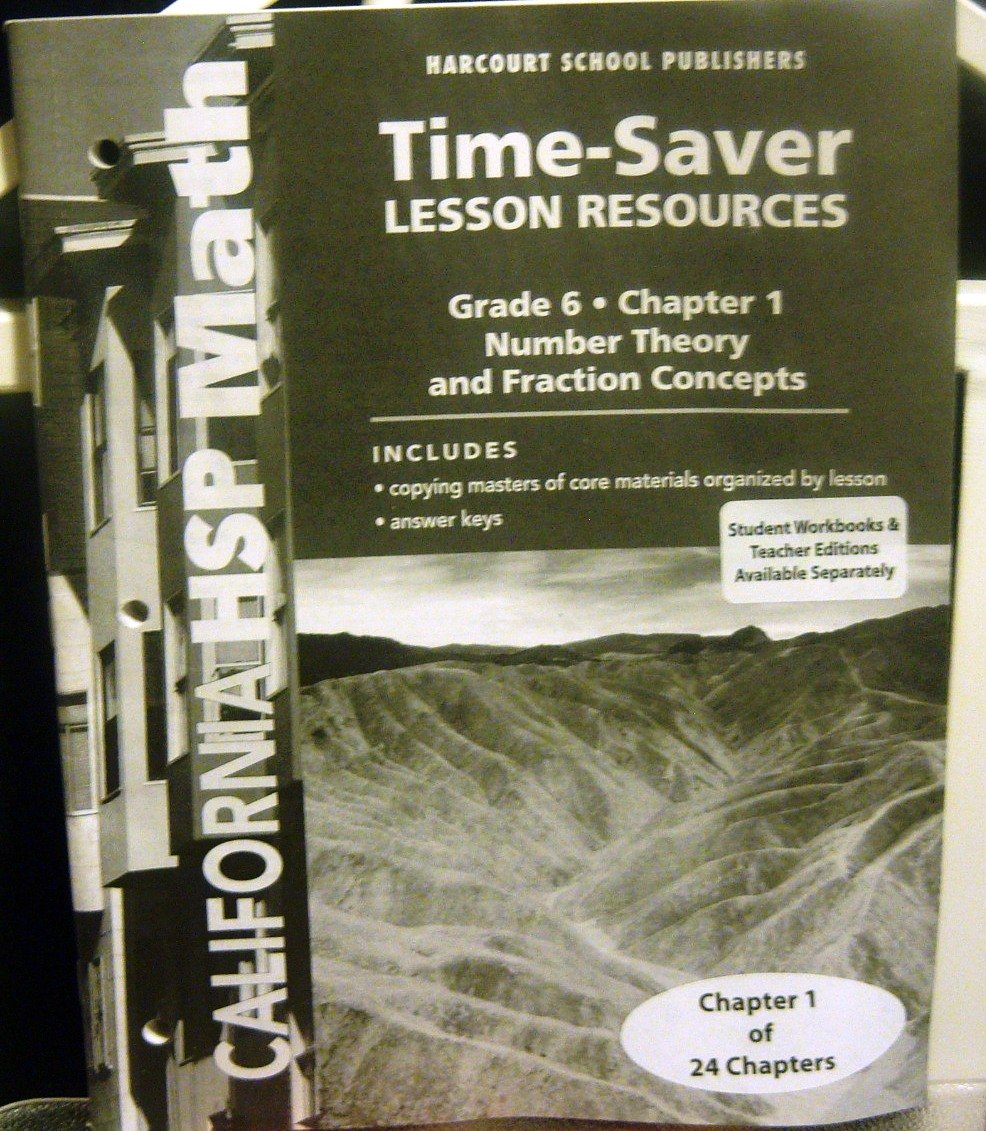 CALIFORNIA HSP Math
HARCOURT SCHOOL PUBLISHERS
Time-Saver
LESSON RESOURCES
Grade 6 • Chapter 1
Number Theory
and Fraction Concepts
INCLUDES
• copying masters of core materials organized by lesson
• answer keys
Student Workbooks &
Teacher Editions
Available Separately
Chapter 1
of
24 Chapters